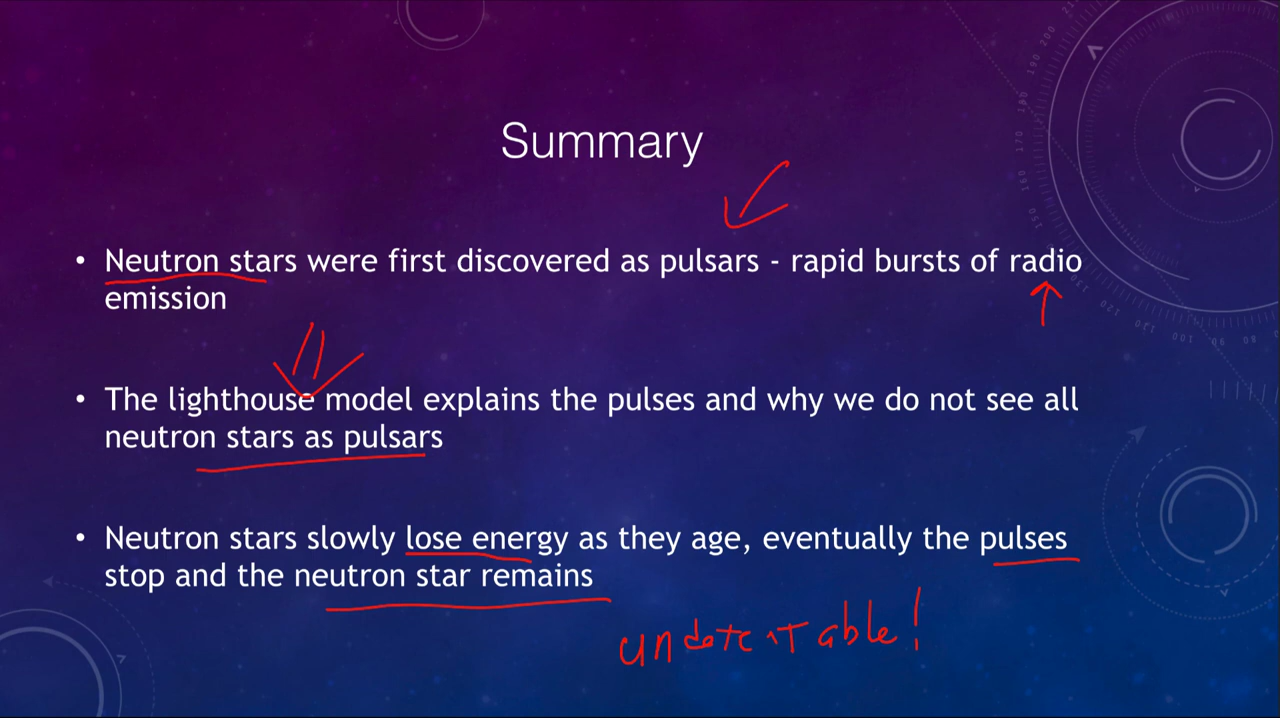 Summary
• Neutron stars were first discovered as pulsars - rapid bursts of radio
emission
• The lighthouse model explains the pulses and why we do not see all
neutron stars as pulsars
• Neutron stars slowly lose energy as they age, eventually the pulses
stop and the neutron star remains